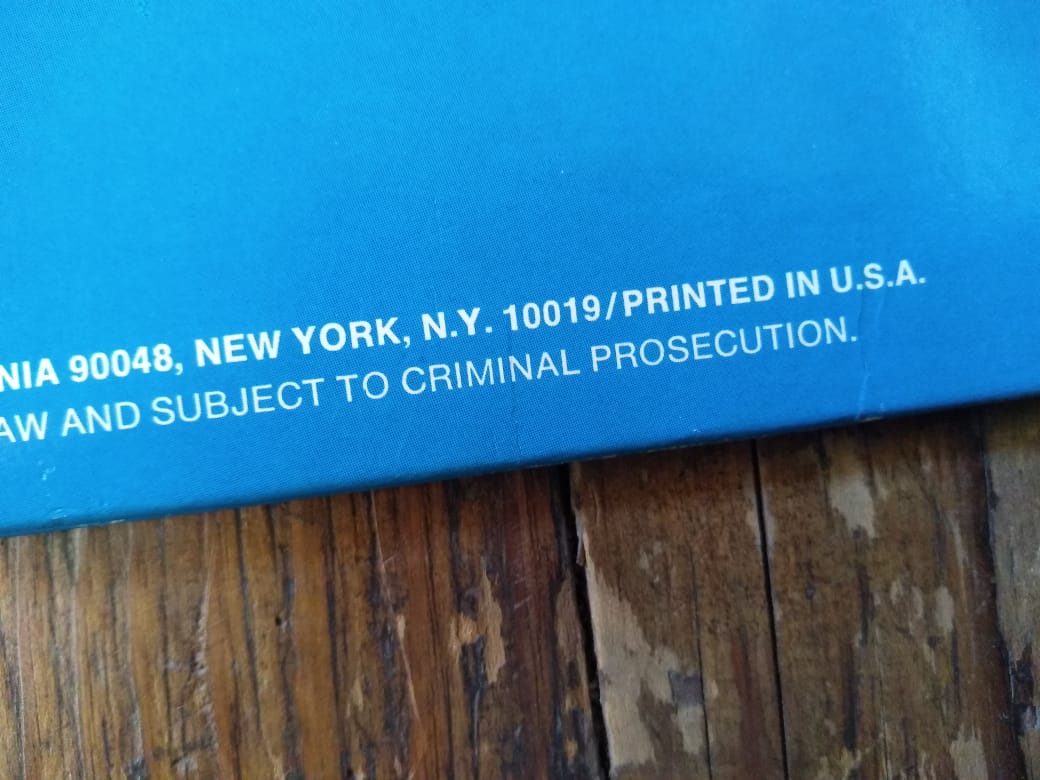 NIA 90048, NEW YORK, N.Y. 10019/PRINTED IN U.S.A.
AW AND SUBJECT TO CRIMINAL PROSECUTION.